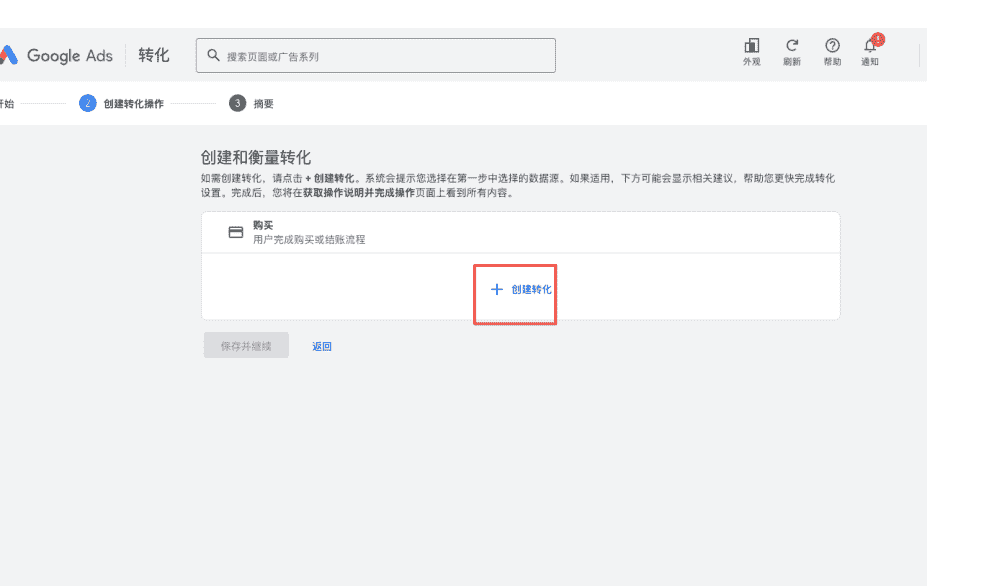 Google Ads
转化
搜索页面或广告系列
外观
刷新
帮助
通知
开始
2 创建转化操作
3 摘要
创建和衡量转化
如需创建转化，请点击 + 创建转化。系统会提示您选择在第一步中选择的数据源。如果适用，下方可能会显示相关建议，帮助您更快完成转化
设置。完成后，您将在获取操作说明并完成操作页面上看到所有内容。
购买
用户完成购买或结账流程
创建转化
保存并继续
返回